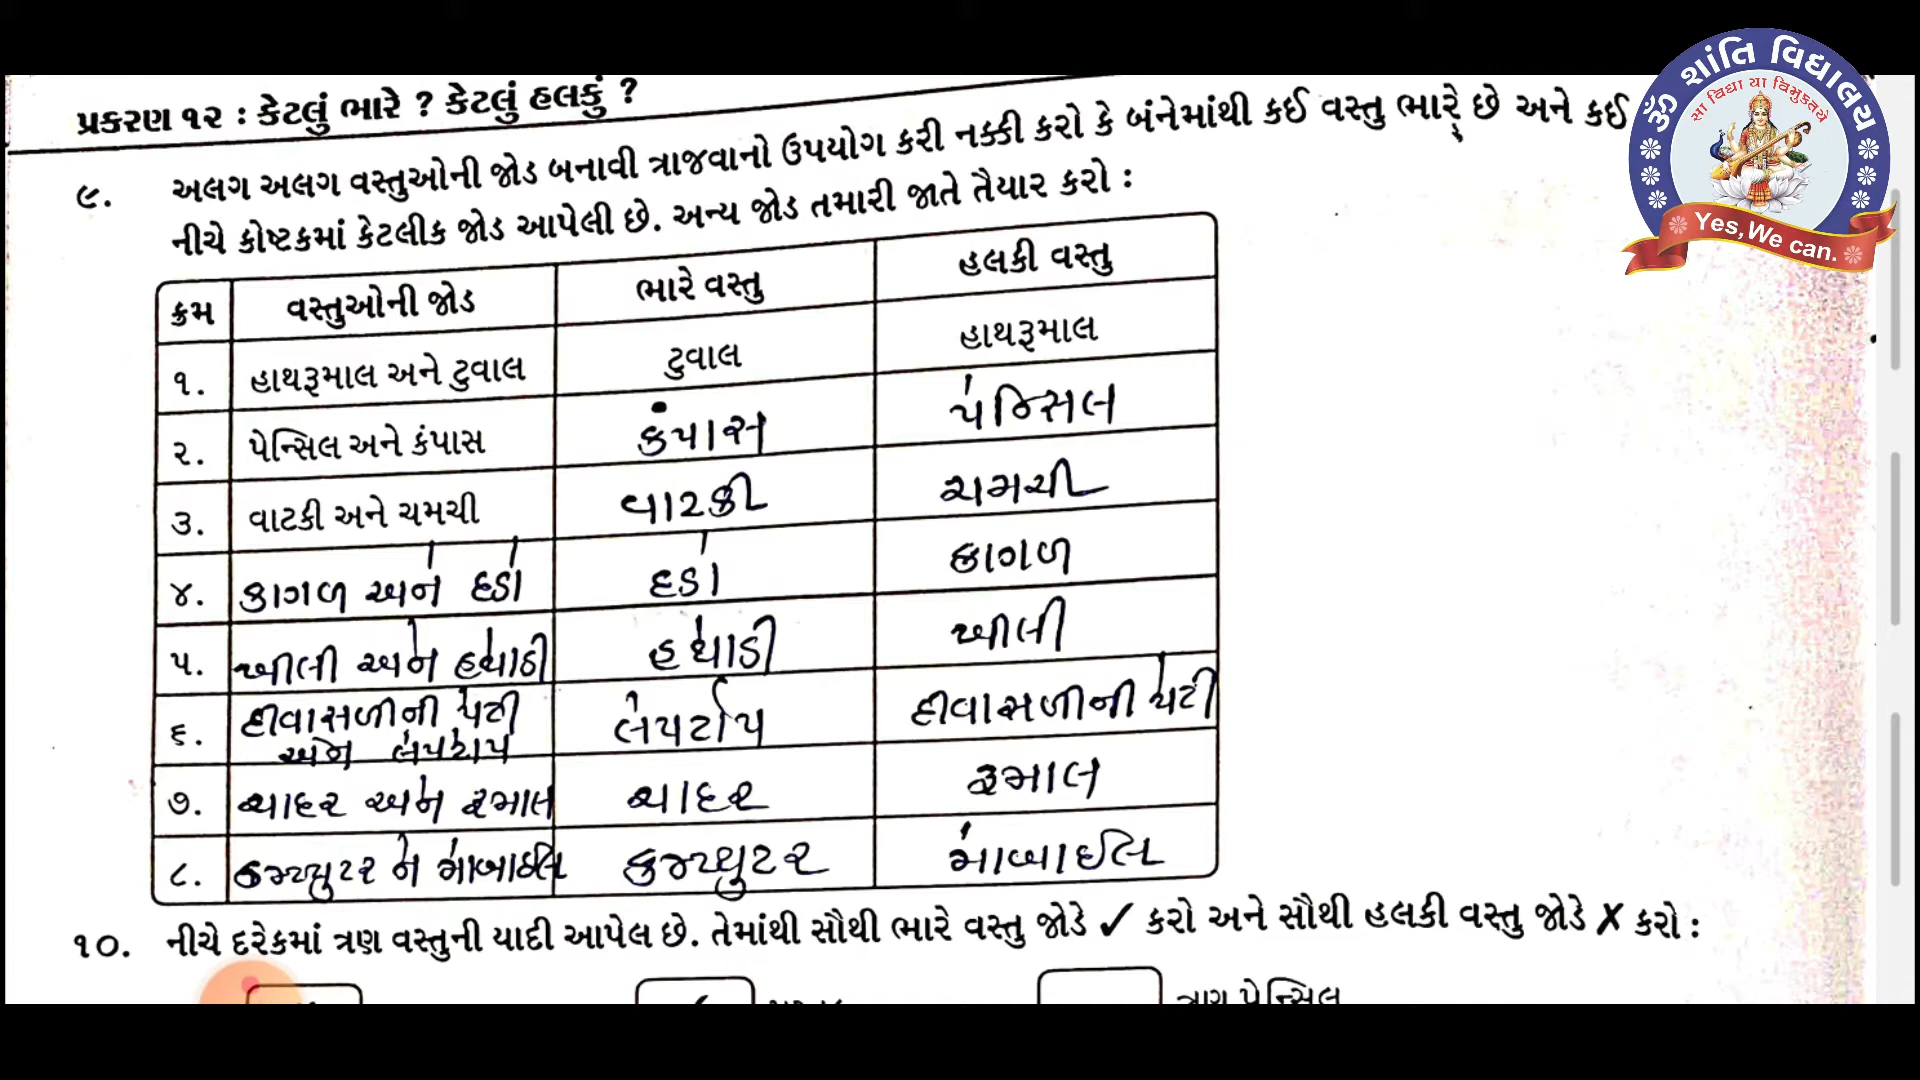 પ્રકરણ ૧૨ : કેટલું ભારે ? કેટલું હલકું ?
૯. અલગ અલગ વસ્તુઓની જોડ બનાવી ત્રાજવાનો ઉપયોગ કરી નક્કી કરો કે બંનેમાંથી કઈ વસ્તુ ભારે છે અને કઈ
નીચે કોષ્ટકમાં કેટલીક જોડ આપેલી છે. અન્ય જોડ તમારી જાતે તૈયાર કરો :
ક્રમ વસ્તુઓની જોડ ભારે વસ્તુ હલકી વસ્તુ
૧. હાથરૂમાલ અને ટુવાલ ટુવાલ હાથરૂમાલ
૨. પેન્સિલ અને કંપાસ કંપાસ પેન્સિલ
૩. વાટકી અને ચમચી વાટકી ચમચી
૪. કાગળ અને દડો દડો કાગળ
૫. ખીલી અને હથોડી હથોડી ખીલી
૬. દીવાસળીની પેટી લેપટોપ દીવાસળીની પેટી
અને લેપટોપ
૭. ચાદર અને રૂમાલ ચાદર રૂમાલ
૮. કમ્પ્યુટર ને મોબાઈલ કમ્પ્યુટર મોબાઈલ
૧૦. નીચે દરેકમાં ત્રણ વસ્તુની યાદી આપેલ છે. તેમાંથી સૌથી ભારે વસ્તુ જોડે ✓ કરો અને સૌથી હલકી વસ્તુ જોડે ✗ કરો :
ત્રણ પેન્સિલ
ૐ શાંતિ વિદ્યાલય
સા વિદ્યા યા વિમુક્તયે
Yes, We can.